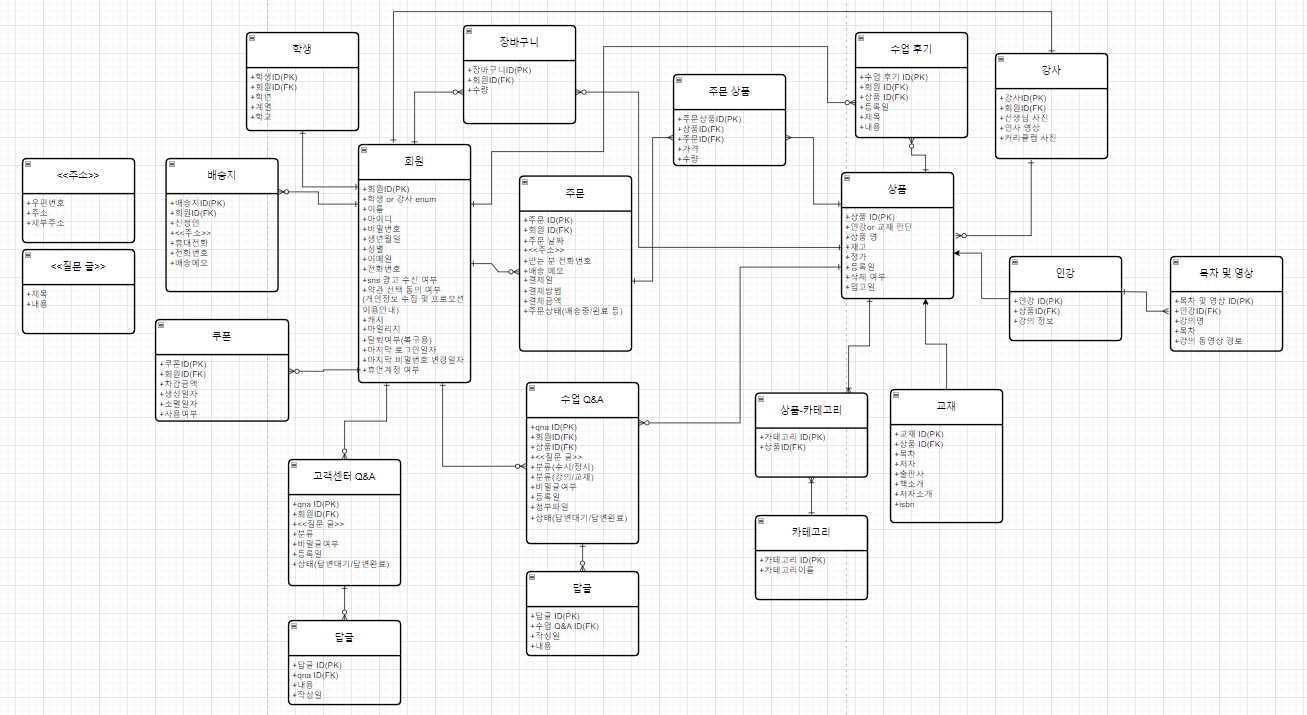 학생
+학생ID(PK)
+회원ID(FK)
+학년
+계열
+학교
장바구니
+장바구니ID(PK)
+회원ID(FK)
+수량
주문 상품
+주문상품ID(PK)
+상품ID(FK)
+주문ID(FK)
+가격
+수량
수업 후기
+수업 후기 ID(PK)
+회원 ID(FK)
+상품 ID(FK)
+등록일
+제목
+내용
강사
+강사ID(PK)
+회원ID(FK)
+선생님 사진
+인사 영상
+커리큘럼 사진
<<주소>>
+우편번호
+주소
+세부주소
<<질문 글>>
+제목
+내용
배송지
+배송지ID(PK)
+회원ID(FK)
+신청인
+<<주소>>
+휴대전화
+전화번호
+배송메모
쿠폰
+쿠폰ID(PK)
+회원ID(FK)
+차감금액
+생성일자
+소멸일자
+사용여부
회원
+회원ID(PK)
+학생 or 강사 enum
+이름
+아이디
+비밀번호
+생년월일
+성별
+이메일
+전화번호
+sns 광고 수신 여부
+약관 선택 동의 여부
(개인정보 수집 및 프로모션
이용안내)
+캐시
+마일리지
+탈퇴여부(복구용)
+마지막 로그인일자
+마지막 비밀번호 변경일자
+휴면계정 여부
주문
+주문 ID(PK)
+회원 ID(FK)
+주문 날짜
+<<주소>>
+받는 분 전화번호
+배송 메모
+결제일
+결제방법
+결제금액
+주문상태(배송중/완료 등)
상품
+상품 ID(PK)
+인강or 교재 판단
+상품 명
+재고
+정가
+등록일
+삭제 여부
+입고일
인강
+인강 ID(PK)
+상품ID(FK)
+강의 정보
목차 및 영상
+목차 및 영상 ID(PK)
+인강ID(FK)
+강의명
+목차
+강의 동영상 경로
수업 Q&A
+qna ID(PK)
+회원ID(FK)
+상품ID(FK)
+<<질문 글>>
+분류(수시/정시)
+분류(강의/교재)
+비밀글여부
+등록일
+첨부파일
+상태(답변대기/답변완료)
상품-카테고리
+카테고리 ID(PK)
+상품ID(FK)
교재
+교재 ID(PK)
+상품 ID(FK)
+목차
+저자
+출판사
+책소개
+저자소개
+isbn
고객센터 Q&A
+qna ID(PK)
+회원ID(FK)
+<<질문 글>>
+분류
+비밀글여부
+등록일
+상태(답변대기/답변완료)
카테고리
+카테고리 ID(PK)
+카테고리이름
답글
+답글 ID(PK)
+수업 Q&A ID(FK)
+작성일
+내용
답글
+답글 ID(PK)
+qna ID(FK)
+내용
+작성일